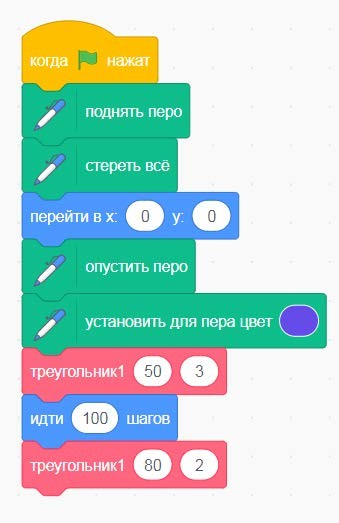 когда нажат
поднять перо
стереть всё
перейти в x: 0 y: 0
опустить перо
установить для пера цвет
треугольник1 50 3
идти 100 шагов
треугольник1 80 2